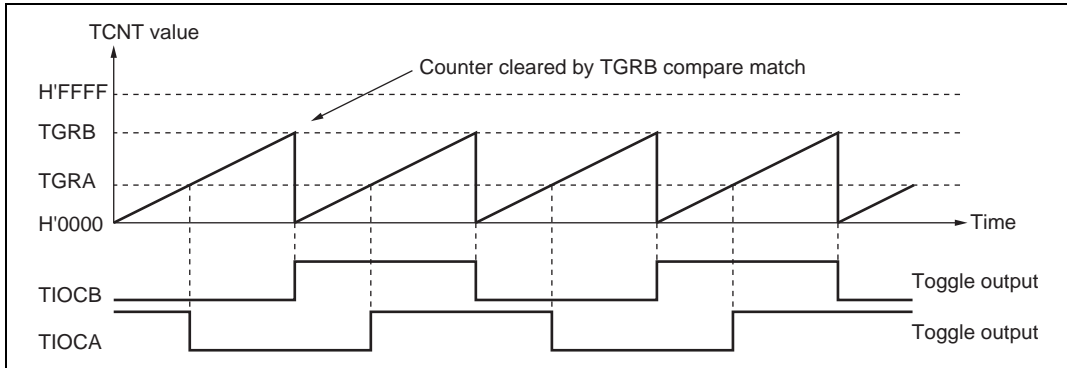 TCNT value
Counter cleared by TGRB compare match
H'FFFF
TGRB
TGRA
H'0000
Time
TIOCB
Toggle output
TIOCA
Toggle output